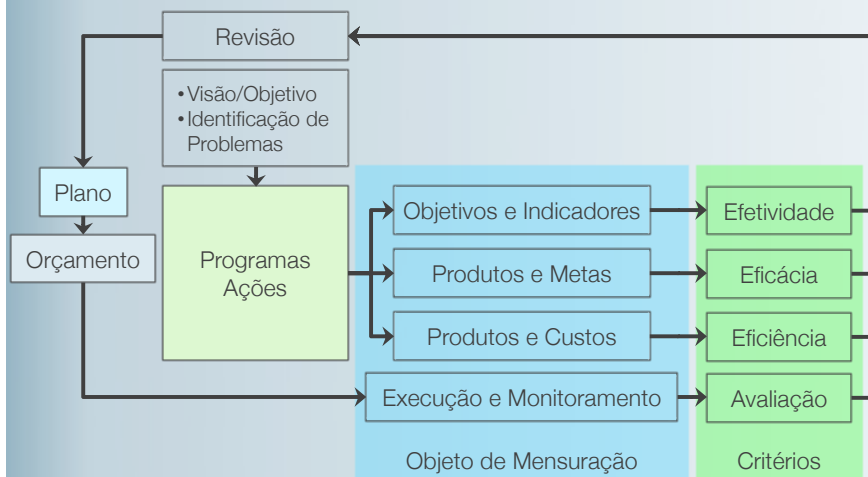 Revisão
• Visão/Objetivo
• Identificação de
Problemas
Plano
Orçamento
Programas
Ações
Objetivos e Indicadores
Efetividade
Produtos e Metas
Eficácia
Produtos e Custos
Eficiência
Execução e Monitoramento
Avaliação
Objeto de Mensuração
Critérios